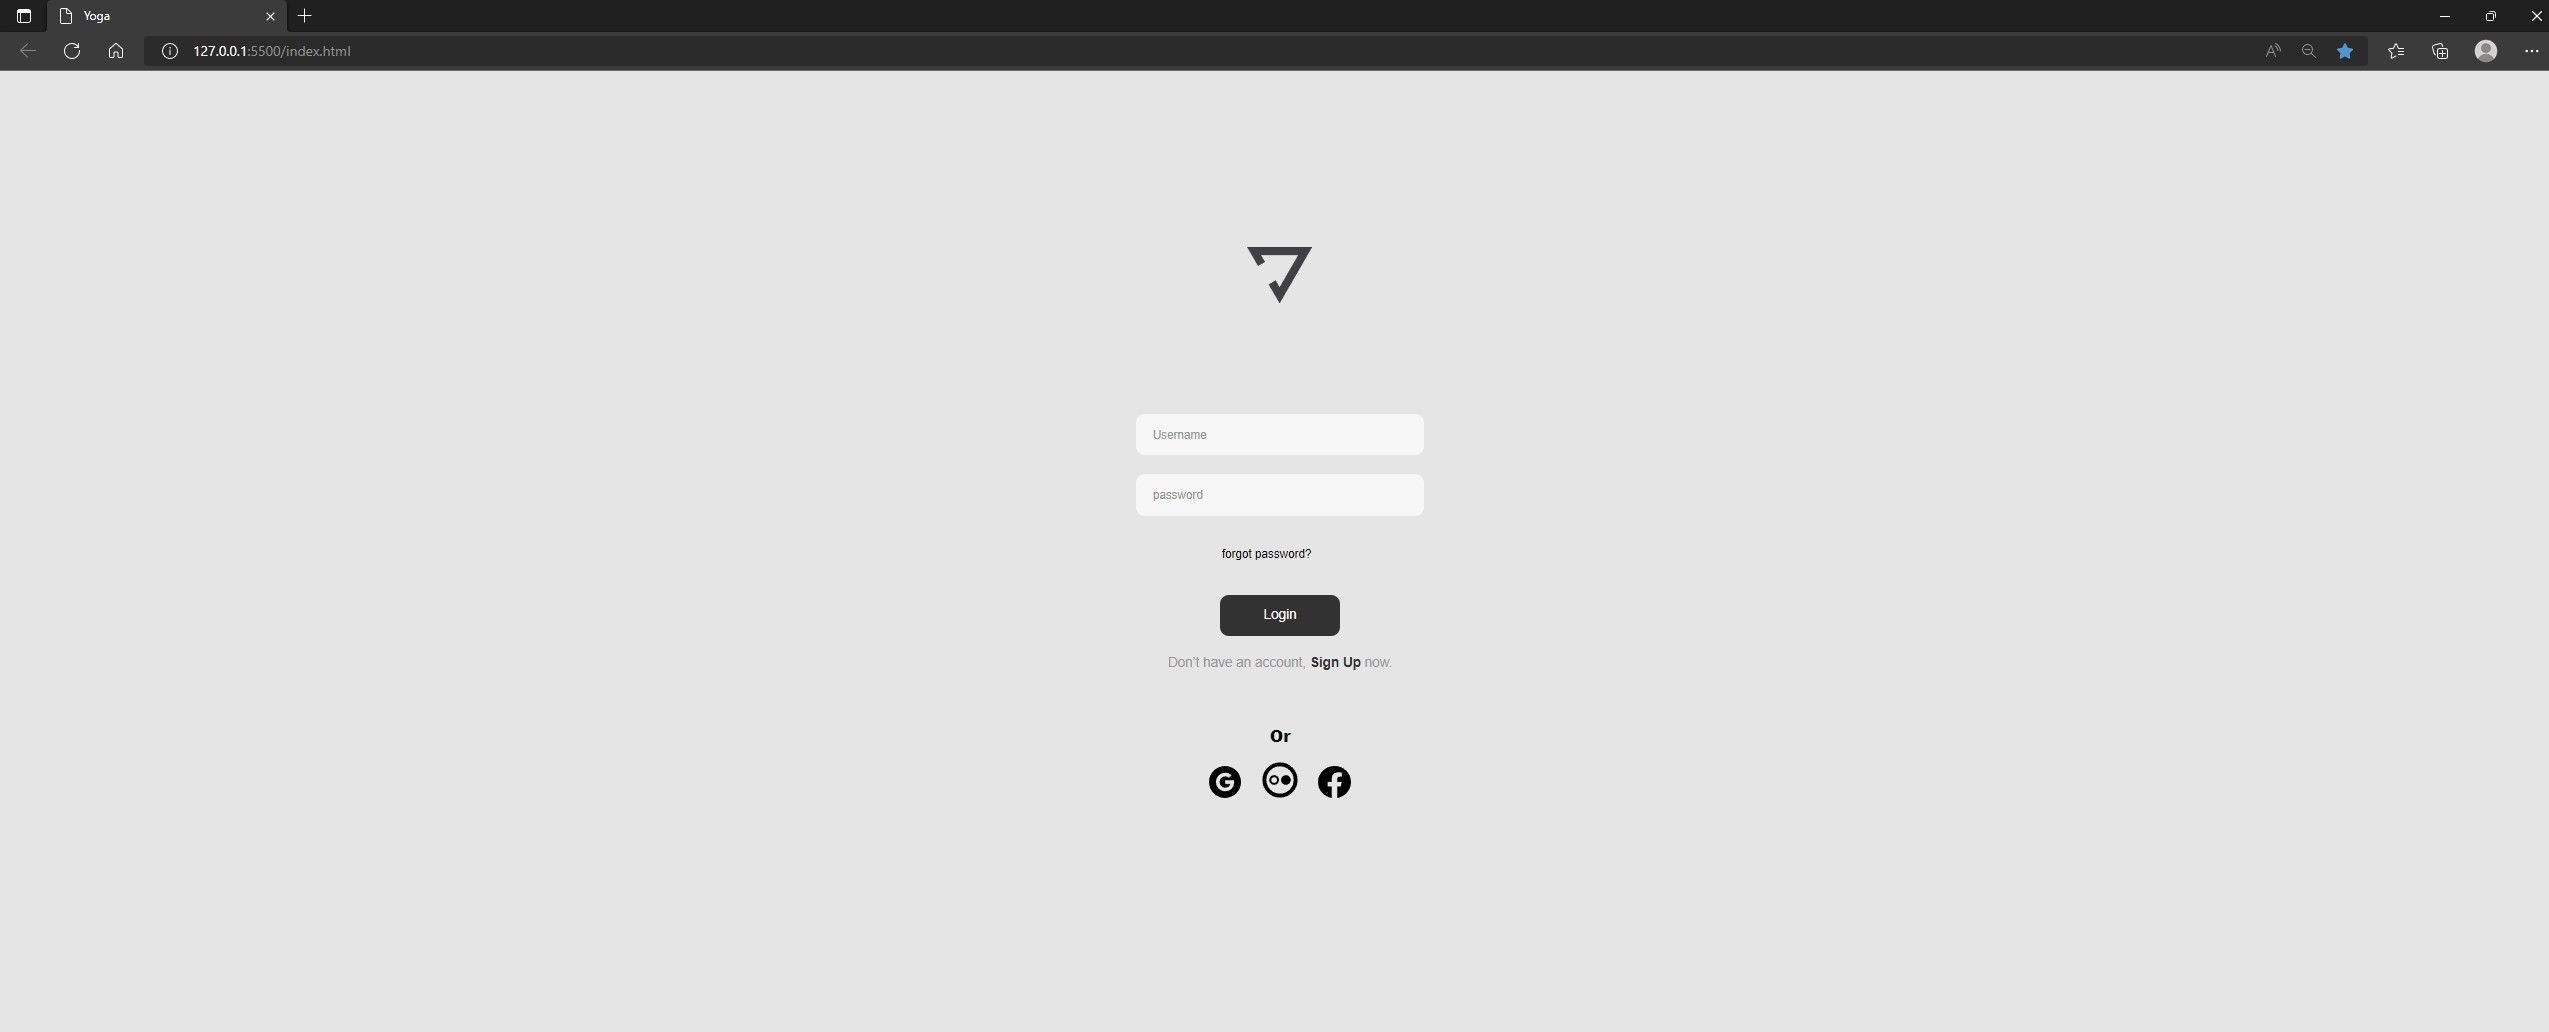 Yoga
127.0.0.1:5500/index.html
Username
password
forgot password?
Login
Don't have an account, Sign Up now.
Or